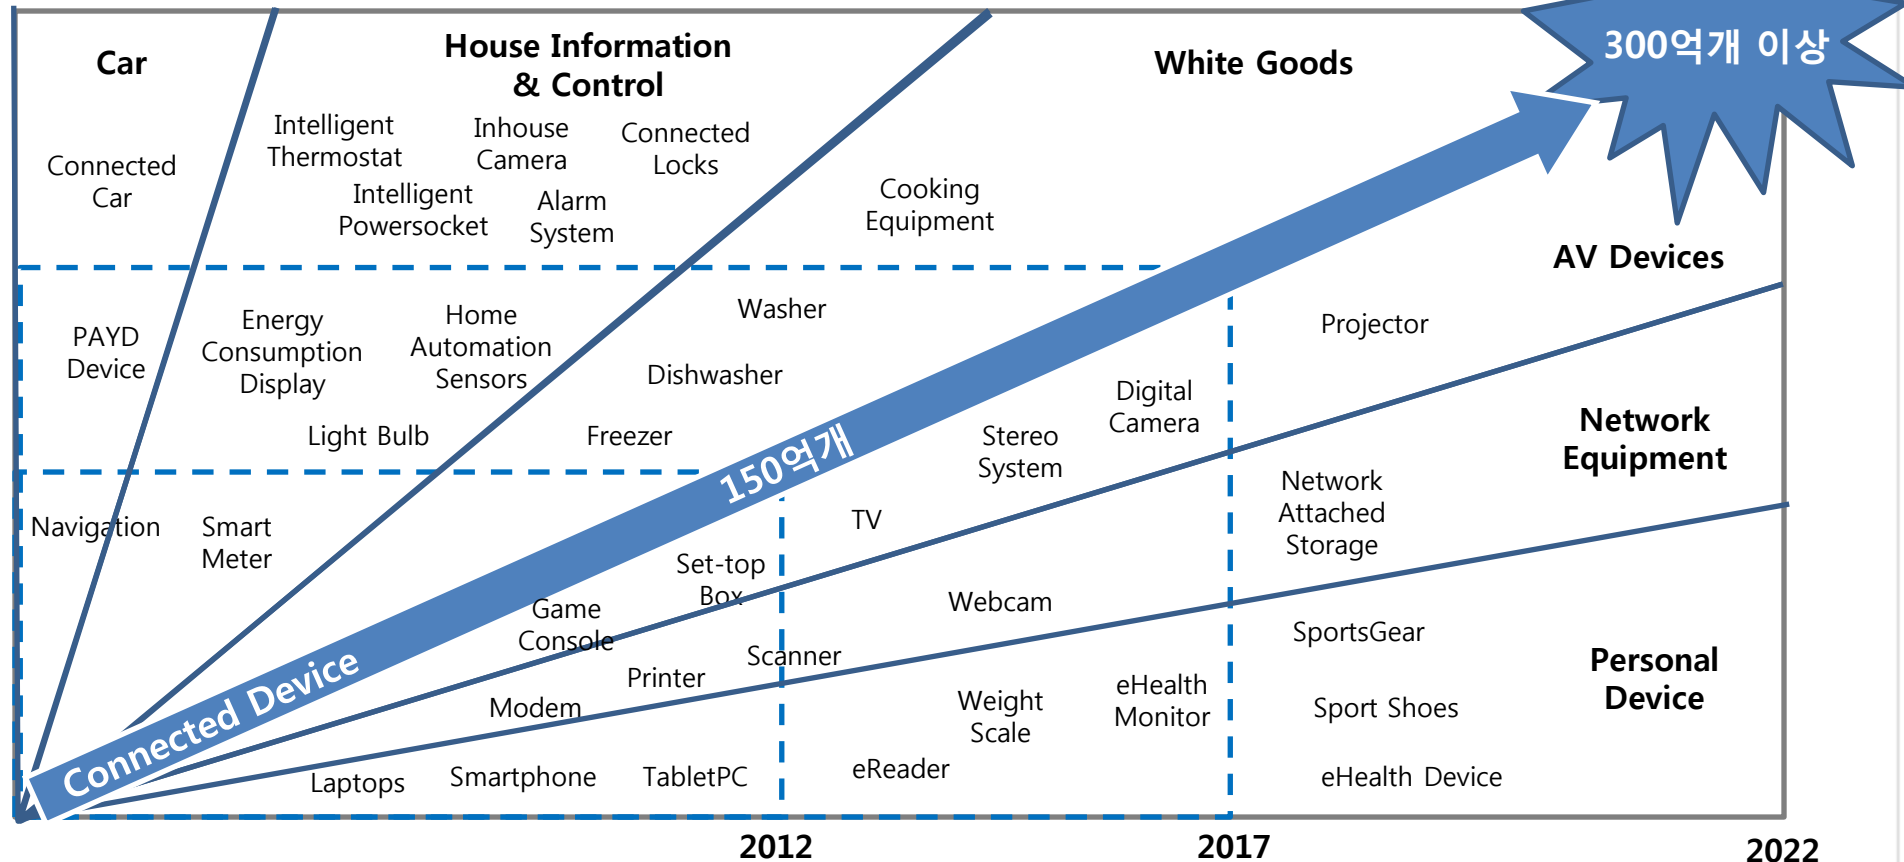 Car
House Information
& Control
White Goods
300억개 이상
Intelligent
Thermostat
Inhouse
Camera
Connected
Locks
Connected
Car
Intelligent
Powersocket
Alarm
System
Cooking
Equipment
AV Devices
PAYD
Device
Energy
Consumption
Display
Home
Automation
Sensors
Washer
Projector
Dishwasher
Digital
Camera
Light Bulb
Freezer
150억개
Stereo
System
Network
Equipment
Navigation
Smart
Meter
TV
Network
Attached
Storage
Set-top
Box
Game
Console
Webcam
SportsGear
Scanner
Printer
Connected Device
Modem
Weight
Scale
eHealth
Monitor
Sport Shoes
Personal
Device
Laptops
Smartphone
TabletPC
eReader
eHealth Device
2012
2017
2022